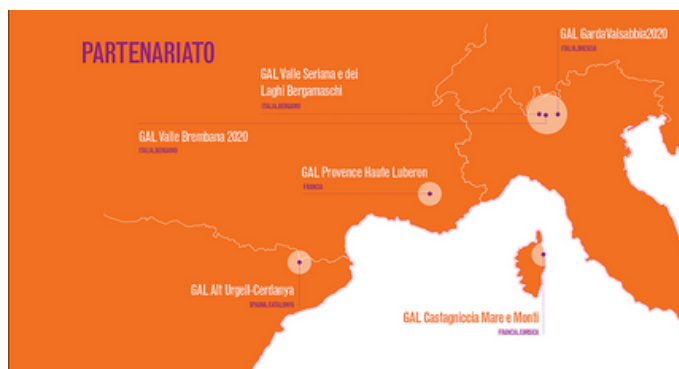 PARTENARIATO
GAL GardaValsabbia2020
ITALIA, BRESCIA
GAL Valle Seriana e dei
Laghi Bergamaschi
ITALIA, BERGAMO
GAL Valle Brembana 2020
ITALIA, BERGAMO
GAL Provence Haute Luberon
FRANCIA
GAL Alt Urgell-Cerdanya
SPAGNA, CATALUNYA
GAL Castagniccia Mare e Monti
FRANCIA, CORSICA